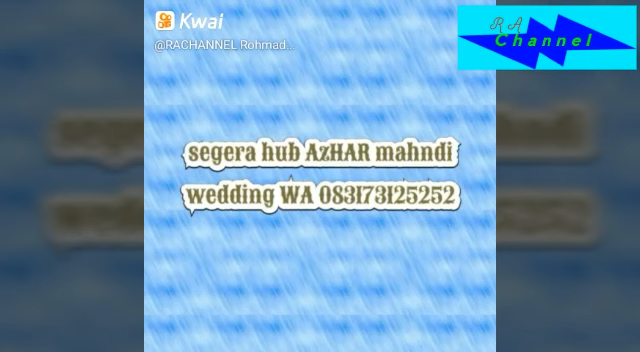 Kwai
@RACHANNEL Rohmad...
RA
Channel
segera hub AzHAR mahndi
wedding WA 083173125252